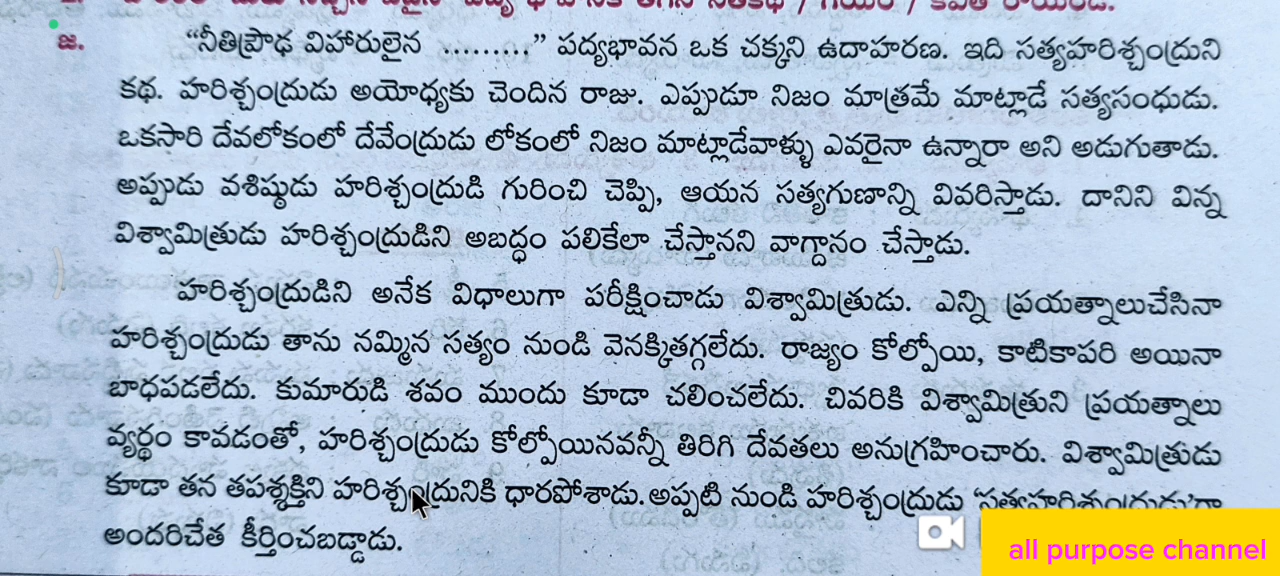 జ. "నీతిప్రౌఢ విహారులైన ………" పద్యభావన ఒక చక్కని ఉదాహరణ. ఇది సత్యహరిశ్చంద్రుని
కథ. హరిశ్చంద్రుడు అయోధ్యకు చెందిన రాజు. ఎప్పుడూ నిజం మాత్రమే మాట్లాడే సత్యసంధుడు.
ఒకసారి దేవలోకంలో దేవేంద్రుడు లోకంలో నిజం మాట్లాడేవాళ్ళు ఎవరైనా ఉన్నారా అని అడుగుతాడు.
అప్పుడు వశిష్ఠుడు హరిశ్చంద్రుడి గురించి చెప్పి, ఆయన సత్యగుణాన్ని వివరిస్తాడు. దానిని విన్న
విశ్వామిత్రుడు హరిశ్చంద్రుడిని అబద్ధం పలికేలా చేస్తానని వాగ్దానం చేస్తాడు.
హరిశ్చంద్రుడిని అనేక విధాలుగా పరీక్షించాడు విశ్వామిత్రుడు. ఎన్ని ప్రయత్నాలుచేసినా
హరిశ్చంద్రుడు తాను నమ్మిన సత్యం నుండి వెనక్కితగ్గలేదు. రాజ్యం కోల్పోయి, కాటికాపరి అయినా
బాధపడలేదు. కుమారుడి శవం ముందు కూడా చలించలేదు. చివరికి విశ్వామిత్రుని ప్రయత్నాలు
వ్యర్థం కావడంతో, హరిశ్చంద్రుడు కోల్పోయినవన్నీ తిరిగి దేవతలు అనుగ్రహించారు. విశ్వామిత్రుడు
కూడా తన తపశ్శక్తిని హరిశ్చంద్రునికి ధారపోశాడు. అప్పటి నుండి హరిశ్చంద్రుడు 'సత్యహరిశ్చంద్రుడు'గా
అందరిచేత కీర్తించబడ్డాడు.
all purpose channel